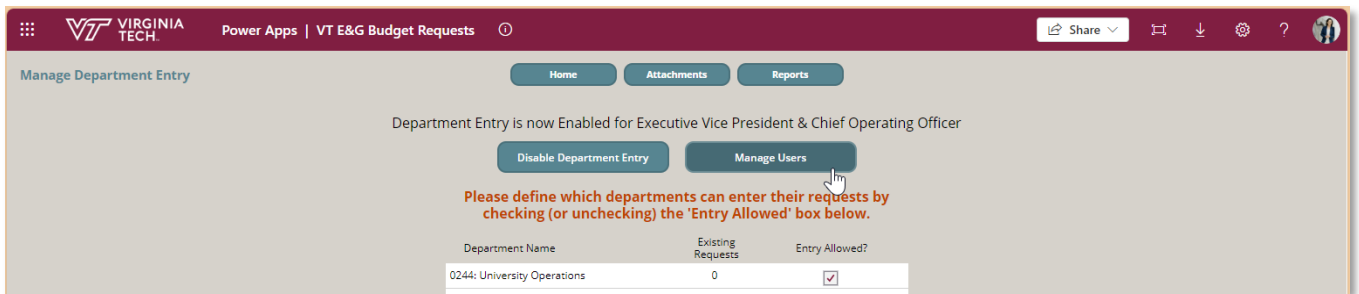 VIRGINIA TECH.
Power Apps | VT E&G Budget Requests
Share
?
Manage Department Entry
Home
Attachments
Reports
Department Entry is now Enabled for Executive Vice President & Chief Operating Officer
Disable Department Entry
Manage Users
Please define which departments can enter their requests by
checking (or unchecking) the 'Entry Allowed' box below.
Department Name
Existing
Requests
Entry Allowed?
0244: University Operations
0